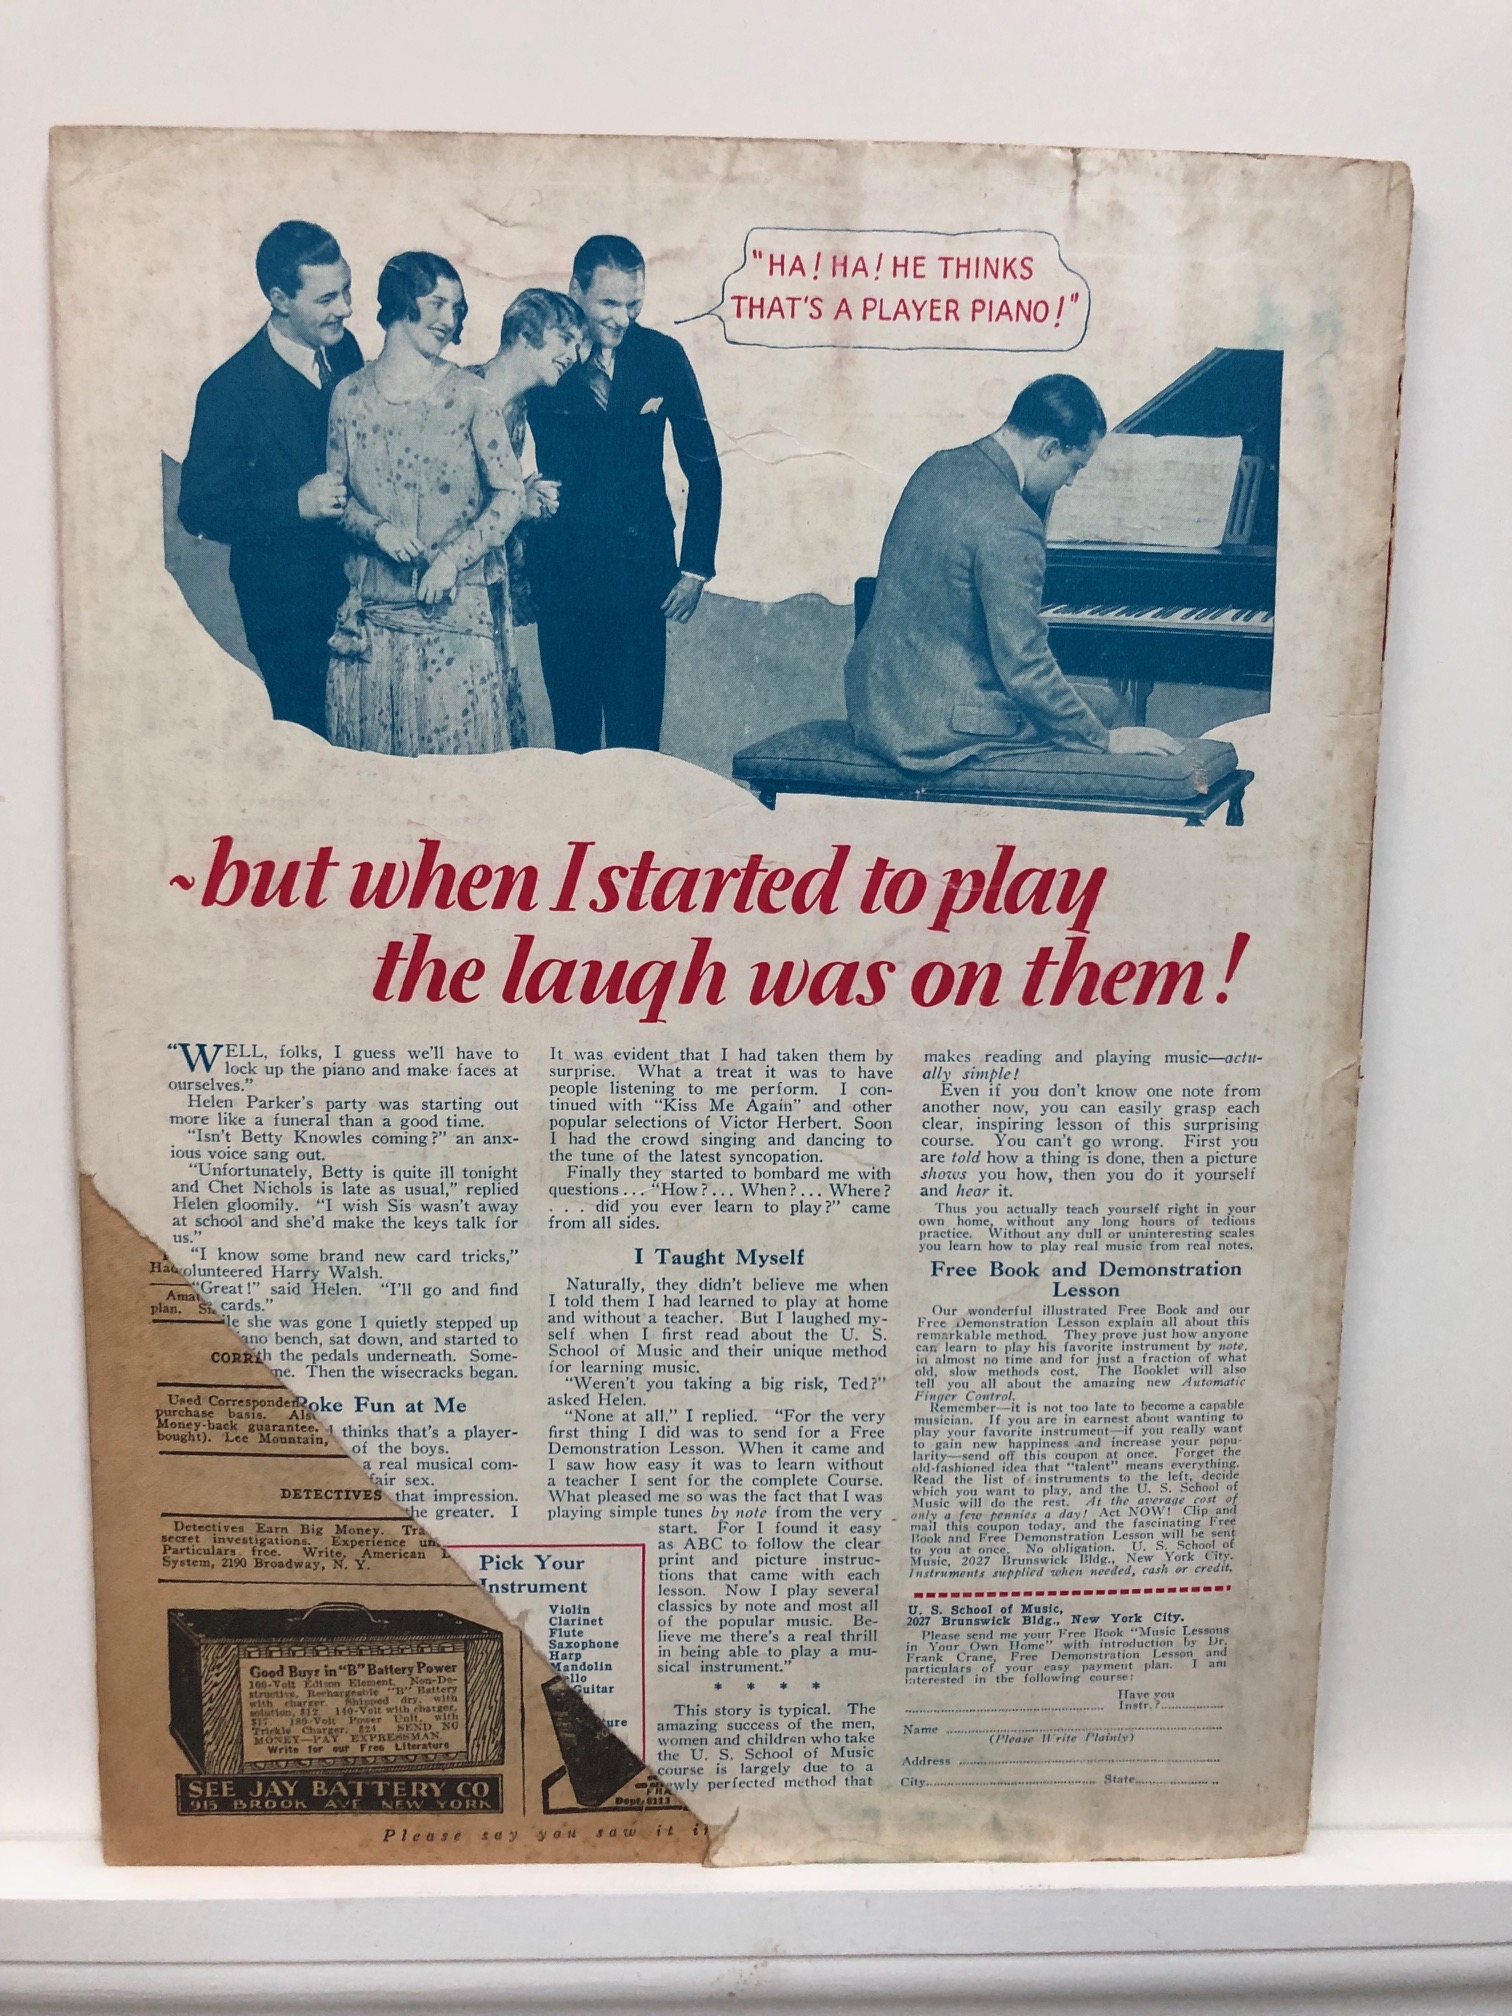 "HA! HA! HE THINKS
THAT'S A PLAYER PIANO!"
~but when I started to play
the laugh was on them!
"WELL, folks, I guess we'll have to
lock up the piano and make faces at
ourselves."
Helen Parker's party was starting out
more like a funeral than a good time.
"Isn't Betty Knowles coming?" an anx-
ious voice sang out.
"Unfortunately, Betty is quite ill tonight
and Chet Nichols is late as usual," replied
Helen gloomily. "I wish Sis wasn't away
at school and she'd make the keys talk for
us."
"I know some brand new card tricks,"
volunteered Harry Walsh.
"Great!" said Helen. "I'll go and find
cards."
she was gone I quietly stepped up
bench, sat down, and started to
the pedals underneath. Some-
Then the wisecracks began.
Poke Fun at Me
thinks that's a player-
of the boys.
a real musical com-
fair sex.
that impression.
the greater. I
It was evident that I had taken them by
surprise. What a treat it was to have
people listening to me perform. I con-
tinued with "Kiss Me Again" and other
popular selections of Victor Herbert. Soon
I had the crowd singing and dancing to
the tune of the latest syncopation.
Finally they started to bombard me with
questions ... "How? ... When? ... Where?
. . . did you ever learn to play?" came
from all sides.
I Taught Myself
Naturally, they didn't believe me when
I told them I had learned to play at home
and without a teacher. But I laughed my-
self when I first read about the U. S.
School of Music and their unique method
for learning music.
"Weren't you taking a big risk, Ted?"
asked Helen.
"None at all," I replied. "For the very
first thing I did was to send for a Free
Demonstration Lesson. When it came and
I saw how easy it was to learn without
a teacher I sent for the complete Course.
What pleased me so was the fact that I was
playing simple tunes by note from the very
start. For I found it easy
as ABC to follow the clear
print and picture instruc-
tions that came with each
lesson. Now I play several
classics by note and most all
of the popular music. Be-
lieve me there's a real thrill
in being able to play a mu-
sical instrument."
* * * *
This story is typical. The
amazing success of the men,
women and children who take
the U. S. School of Music
course is largely due to a
newly perfected method that
Pick Your
Instrument
Violin
Clarinet
Flute
Saxophone
Harp
Mandolin
Guitar
makes reading and playing music—actu-
ally simple!
Even if you don't know one note from
another now, you can easily grasp each
clear, inspiring lesson of this surprising
course. You can't go wrong. First you
are told how a thing is done, then a picture
shows you how, then you do it yourself
and hear it.
Thus you actually teach yourself right in your
own home, without any long hours of tedious
practice. Without any dull or uninteresting scales
you learn how to play real music from real notes.
Free Book and Demonstration
Lesson
Our wonderful illustrated Free Book and our
Free Demonstration Lesson explain all about this
remarkable method. They prove just how anyone
can learn to play his favorite instrument by note,
in almost no time and for just a fraction of what
old, slow methods cost. The Booklet will also
tell you all about the amazing new Automatic
Finger Control.
Remember—it is not too late to become a capable
musician. If you are in earnest about wanting to
play your favorite instrument—if you really want
to gain new happiness and increase your popu-
larity—send off this coupon at once. Forget the
old-fashioned idea that "talent" means everything.
Read the list of instruments to the left, decide
which you want to play, and the U. S. School of
Music will do the rest. At the average cost of
only a few pennies a day! Act NOW! Clip and
mail this coupon today, and the fascinating Free
Book and Free Demonstration Lesson will be sent
to you at once. No obligation. U. S. School of
Music, 2027 Brunswick Bldg., New York City.
Instruments supplied when needed, cash or credit.
U. S. School of Music,
2027 Brunswick Bldg., New York City.
Please send me your Free Book "Music Lessons
in Your Own Home" with introduction by Dr.
Frank Crane, Free Demonstration Lesson and
particulars of your easy payment plan. I am
interested in the following course:
Have you
Instr.?
Name
(Please Write Plainly)
Address
City State
plan.
Used
purchase basis.
Money-back guarantee.
bought). Lee Mountain,
DETECTIVES
Detectives Earn Big Money.
secret investigations. Experience
Particulars free. Write, American
System, 2190 Broadway, N. Y.
Good Buys in "B" Battery Power
100-Volt Edison Element, Non-De-
structive, Rechargeable "B" Battery
with charger. Shipped dry, with
solution, $12. 140-Volt with charger,
$17. 180-Volt Power Unit, with
Trickle Charger, $24. SEND NO
MONEY—PAY EXPRESSMAN.
Write for our Free Literature
SEE JAY BATTERY CO
915 BROOK AVE NEW YORK
Dept. 6113
Please say you saw it